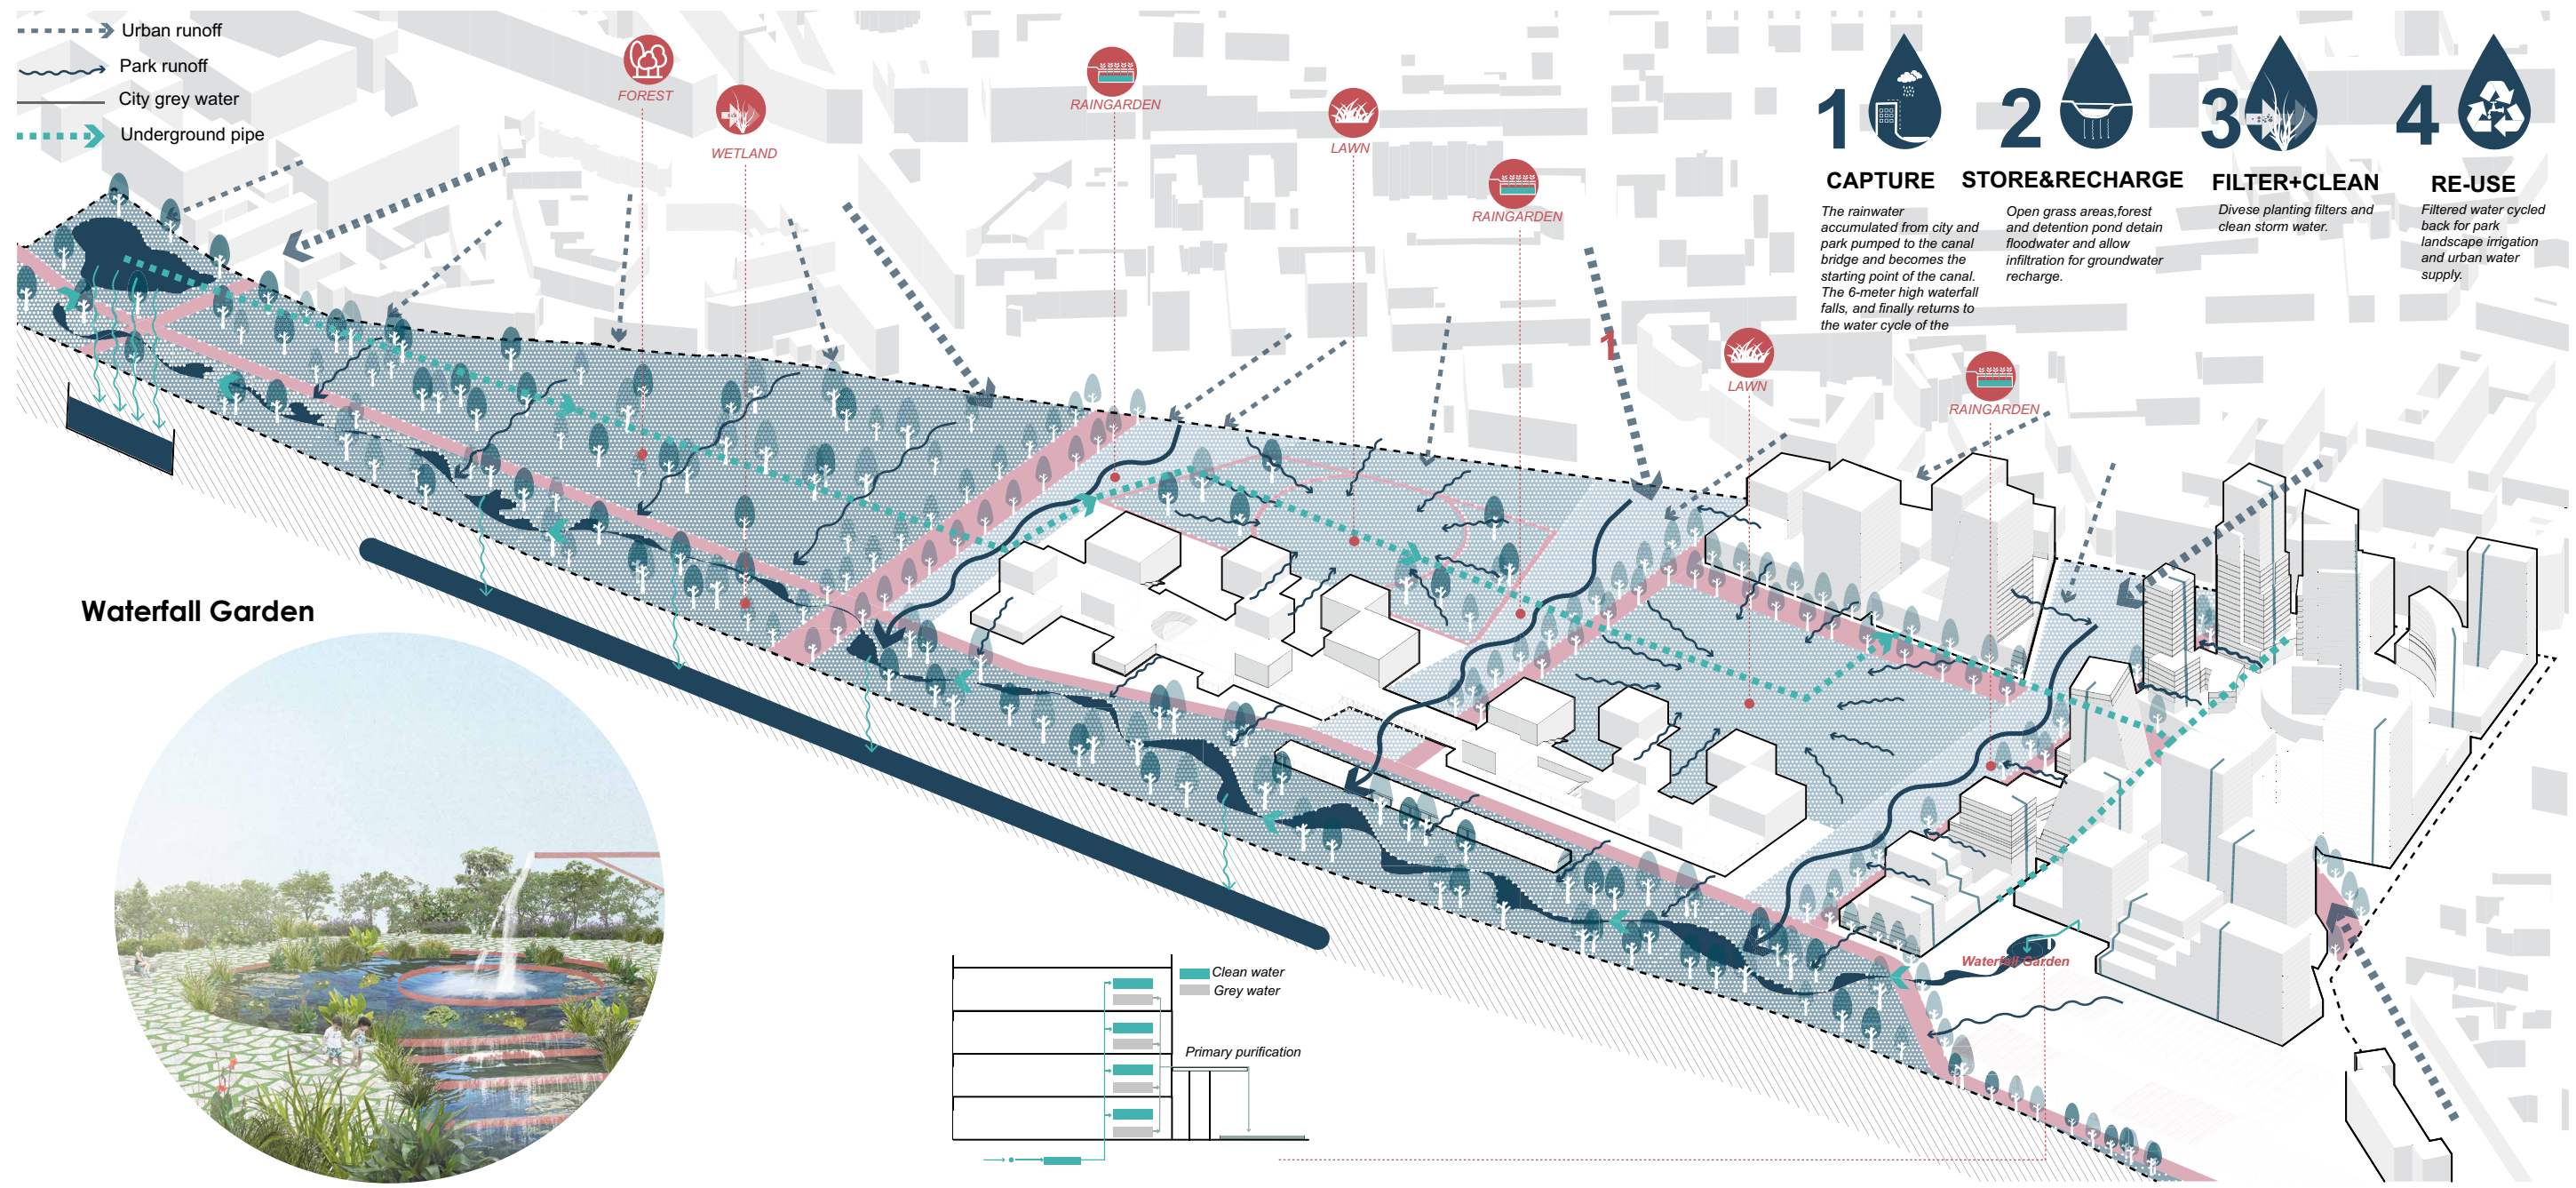 Urban runoff
Park runoff
City grey water
Underground pipe
FOREST
WETLAND
RAINGARDEN
LAWN
RAINGARDEN
LAWN
RAINGARDEN
1
1
CAPTURE
The rainwater
accumulated from city and
park pumped to the canal
bridge and becomes the
starting point of the canal.
The 6-meter high waterfall
falls, and finally returns to
the water cycle of the
2
STORE&RECHARGE
Open grass areas,forest
and detention pond detain
floodwater and allow
infiltration for groundwater
recharge.
3
FILTER+CLEAN
Divese planting filters and
clean storm water.
4
RE-USE
Filtered water cycled
back for park
landscape irrigation
and urban water
supply.
Waterfall Garden
Waterfall Garden
Clean water
Grey water
Primary purification